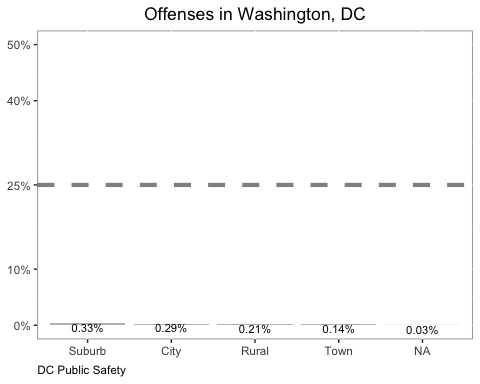 Offenses in Washington, DC
50%
40%
25%
10%
0%
0.33% 0.29% 0.21% 0.14% 0.03%
Suburb City Rural Town NA
DC Public Safety